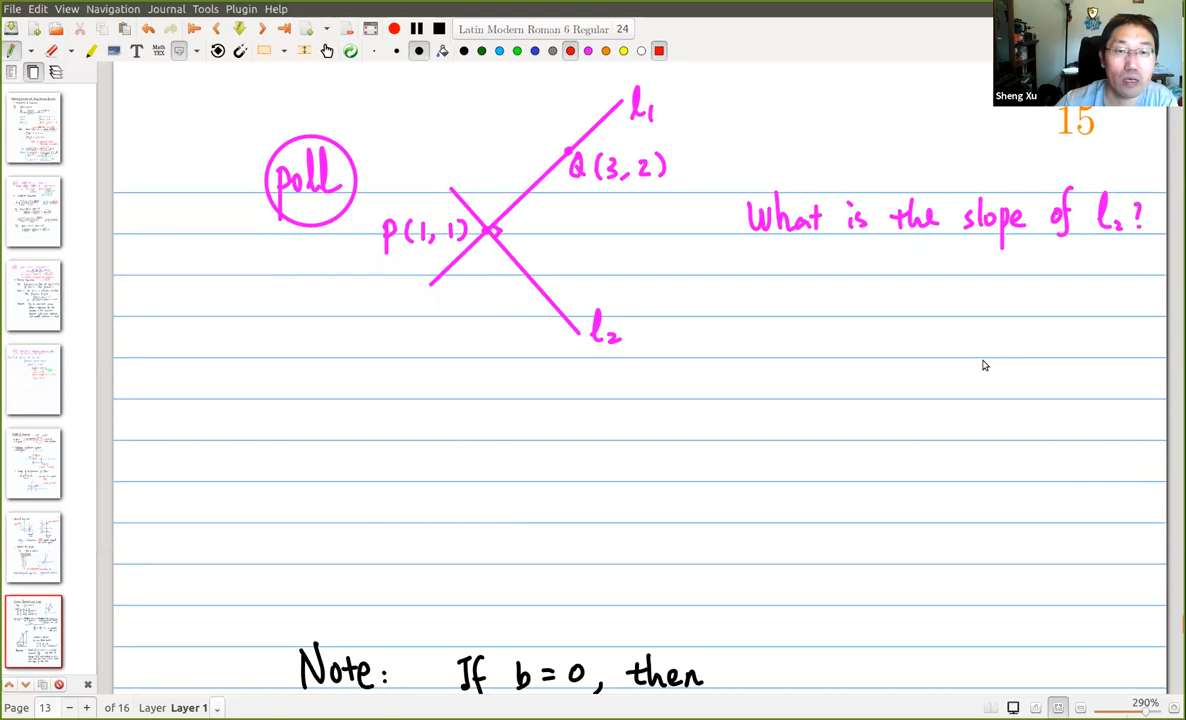 File Edit View Navigation Journal Tools Plugin Help
Latin Modern Roman 6 Regular 24
Sheng Xu
15
poll
l₁
Q(3, 2)
P(1, 1)
What is the slope of l₂?
l₂
Note: If b = 0, then
Page 13 of 16 Layer Layer 1
290%